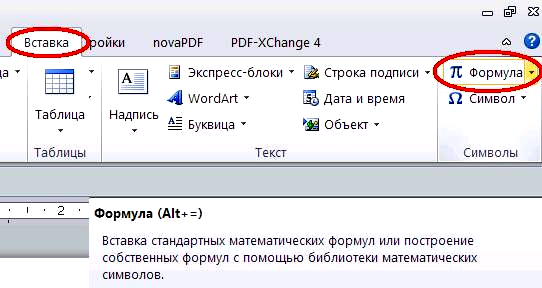 Вставка ройки novaPDF PDF-XChange 4
Экспресс-блоки Строка подписи π Формула
А WordArt Дата и время Ω Символ
Таблица Надпись Буквица Объект
Таблицы Текст Символы
2
Формула (Alt+=)
Вставка стандартных математических формул или построение
собственных формул с помощью библиотеки математических
символов.